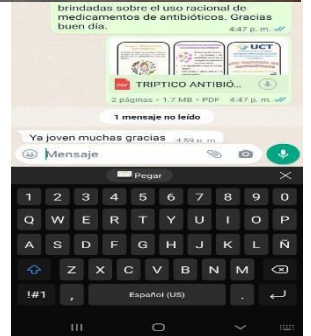 brindadas sobre el uso racional de
medicamentos de antibióticos. Gracias
buen día.
4:47 p. m.
UCT
PDF TRIPTICO ANTIBIÓ...
2 páginas • 1.7 MB • PDF 4:47 p. m.
1 mensaje no leído
Ya joven muchas gracias 4:59 p. m.
Mensaje
Pegar
1 2 3 4 5 6 7 8 9 0
Q W E R T Y U I O P
A S D F G H J K L Ñ
Z X C V B N M
!#1 , Español (US) .